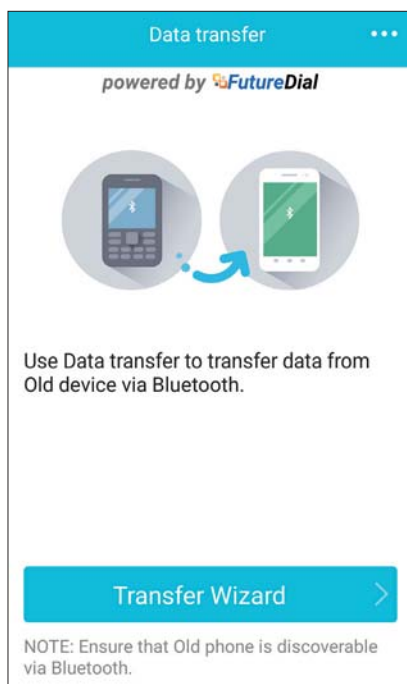 Data transfer
powered by FutureDial
Use Data transfer to transfer data from
Old device via Bluetooth.
Transfer Wizard
NOTE: Ensure that Old phone is discoverable
via Bluetooth.